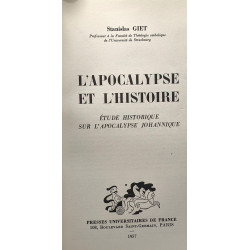 Stanislas GIET
Professeur à la Faculté de Théologie catholique
de l'Université de Strasbourg
L'APOCALYPSE
ET L'HISTOIRE
ÉTUDE HISTORIQUE
SUR L'APOCALYPSE JOHANNIQUE
PRESSES UNIVERSITAIRES DE FRANCE
108, BOULEVARD SAINT-GERMAIN, PARIS
1957